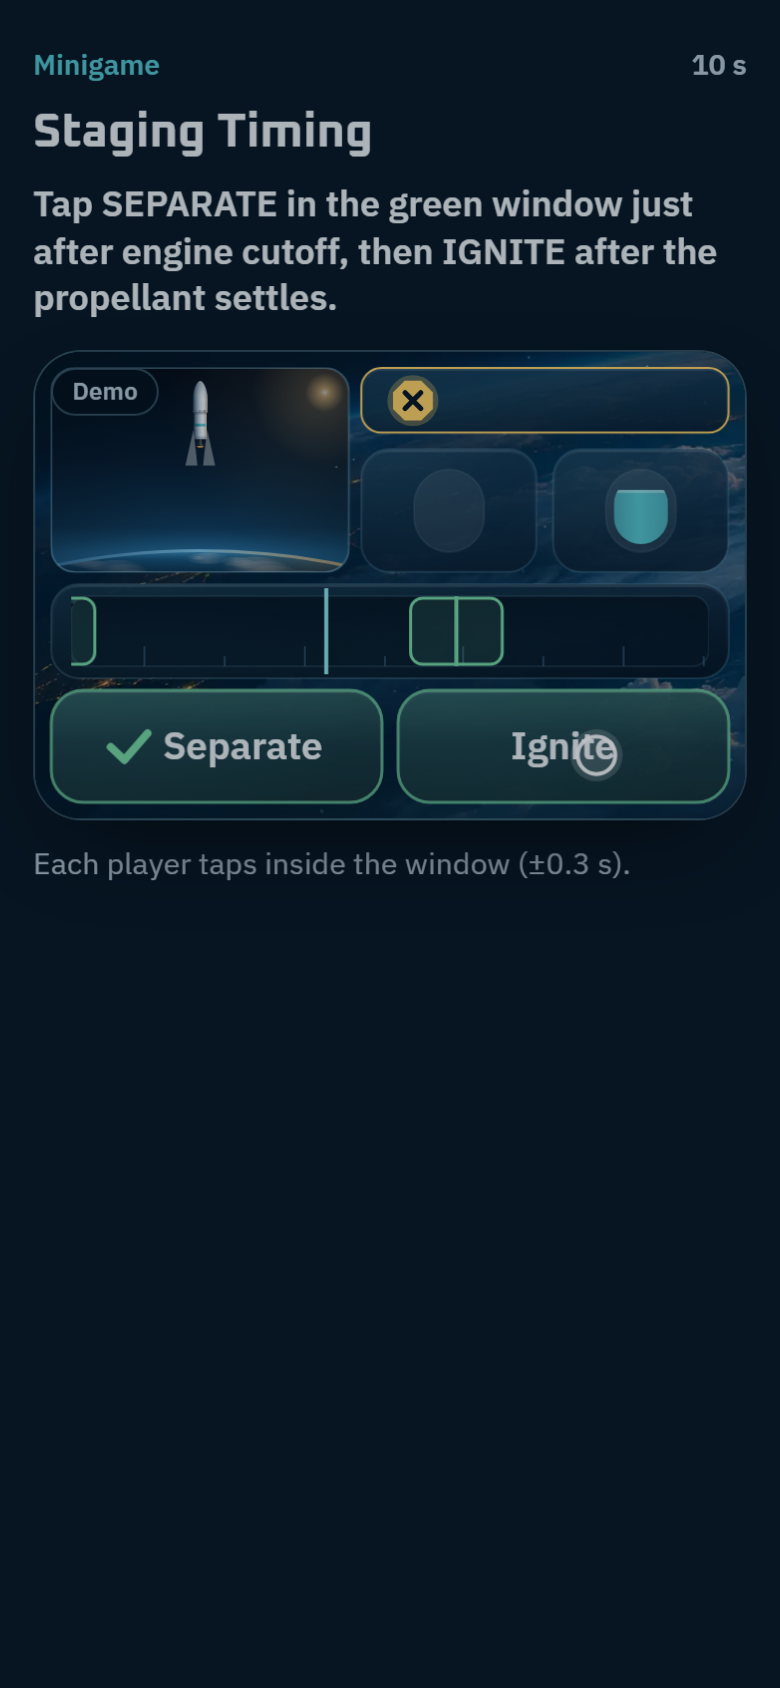 Minigame
10 s
Staging Timing
Tap SEPARATE in the green window just
after engine cutoff, then IGNITE after the
propellant settles.
Demo
Separate
Ignite
Each player taps inside the window (±0.3 s).